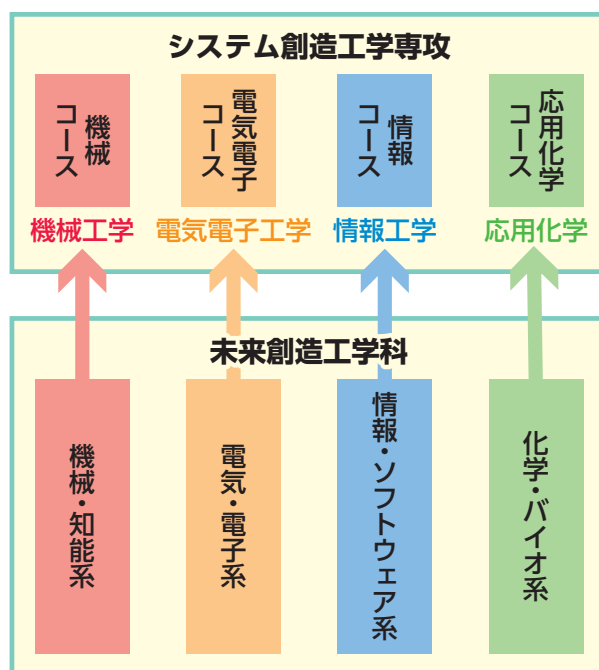 システム創造工学専攻
機械
コース
電気電子
コース
情報
コース
応用化学
コース
機械工学
電気電子工学
情報工学
応用化学
未来創造工学科
機械・知能系
電気・電子系
情報・ソフトウェア系
化学・バイオ系